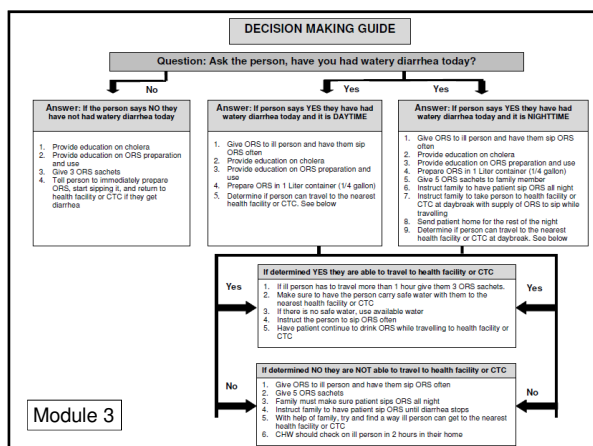 DECISION MAKING GUIDE
Question: Ask the person, have you had watery diarrhea today?
No
Yes
Yes
Answer: If the person says NO they
have not had watery diarrhea today
1. Provide education on cholera
2. Provide education on ORS preparation
and use
3. Give 3 ORS sachets
4. Tell person to immediately prepare
ORS, start sipping it, and return to
health facility or CTC if they get
diarrhea
Answer: If person says YES they have had
watery diarrhea today and it is DAYTIME
1. Give ORS to ill person and have them sip
ORS often
2. Provide education on cholera
3. Provide education on ORS preparation and
use
4. Prepare ORS in 1 Liter container (1/4 gallon)
5. Determine if person can travel to the nearest
health facility or CTC. See below
Answer: If person says YES they have had
watery diarrhea today and it is NIGHTTIME
1. Give ORS to ill person and have them sip ORS
often
2. Provide education on cholera
3. Provide education on ORS preparation and use
4. Prepare ORS in 1 Liter container (1/4 gallon)
5. Give 5 ORS sachets to family member
6. Instruct family to have patient sip ORS all night
7. Instruct family to take person to health facility
or CTC at daybreak with supply of ORS to sip while
travelling
8. Send patient home for the rest of the night
9. Determine if person can travel to the nearest
health facility or CTC at daybreak. See below
Yes
Yes
If determined YES they are able to travel to health facility or CTC
1. If ill person has to travel more than 1 hour give them 3 ORS sachets.
2. Make sure to have the person carry safe water with them to the
nearest health facility or CTC
3. If there is no safe water, use available water
4. Instruct the person to sip ORS often
5. Have patient continue to drink ORS while travelling to health facility or
CTC
No
No
If determined NO they are NOT able to travel to health facility or CTC
1. Give ORS to ill person and have them sip ORS often
2. Give 5 ORS sachets
3. Family must make sure patient sips ORS all night
4. Instruct family to have patient sip ORS until diarrhea stops
5. With help of family, try and find a way ill person can get to the nearest
health facility or CTC
6. CHW should check on ill person in 2 hours in their home
Module 3